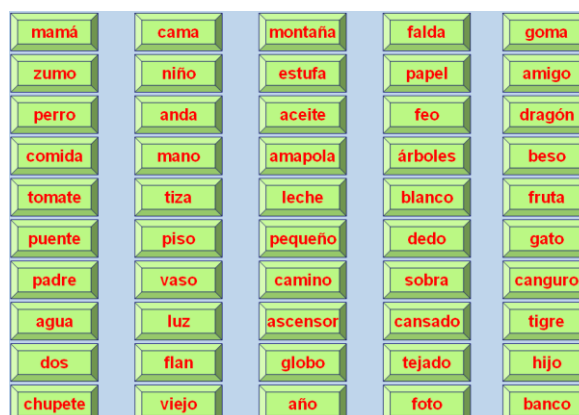 mamá cama montaña falda goma
zumo niño estufa papel amigo
perro anda aceite feo dragón
comida mano amapola árboles beso
tomate tiza leche blanco fruta
puente piso pequeño dedo gato
padre vaso camino sobra canguro
agua luz ascensor cansado tigre
dos flan globo tejado hijo
chupete viejo año foto banco